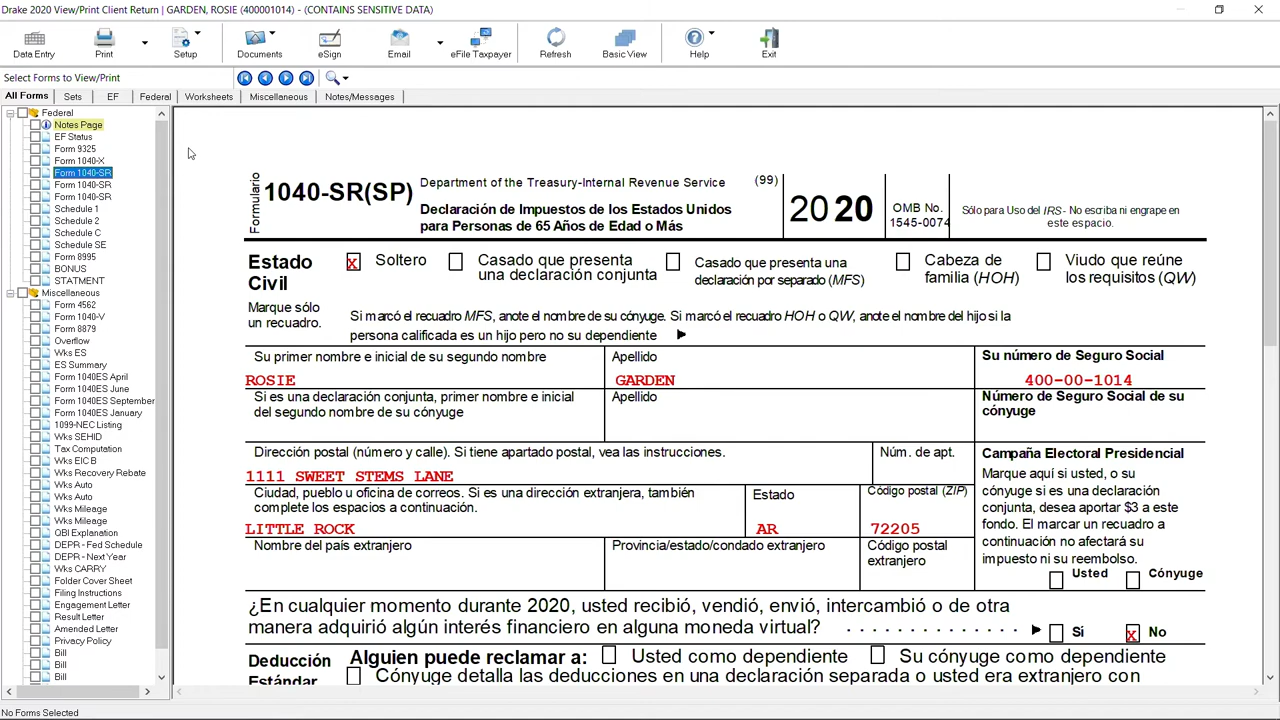 Drake 2020 View/Print Client Return | GARDEN, ROSIE (400001014) - (CONTAINS SENSITIVE DATA)
Data Entry Print Setup Documents eSign Email eFile Taxpayer Refresh Basic View Help Exit
Select Forms to View/Print
All Forms Sets EF Federal Worksheets Miscellaneous Notes/Messages
Federal
Notes Page
EF Status
Form 9325
Form 1040-X
Form 1040-SR
Form 1040-SR
Form 1040-SR
Schedule 1
Schedule 2
Schedule C
Schedule SE
Form 8995
BONUS
STATMENT
Miscellaneous
Form 4562
Form 1040-V
Form 8879
Overflow
Wks ES
ES Summary
Form 1040ES April
Form 1040ES June
Form 1040ES September
Form 1040ES January
1099-NEC Listing
Wks SEHID
Tax Computation
Wks EIC B
Wks Recovery Rebate
Wks Auto
Wks Auto
Wks Mileage
Wks Mileage
QBI Explanation
DEPR - Fed Schedule
DEPR - Next Year
Wks CARRY
Folder Cover Sheet
Filing Instructions
Engagement Letter
Result Letter
Amended Letter
Privacy Policy
Bill
Bill
Bill
No Forms Selected
Formulario
1040-SR(SP)
Department of the Treasury-Internal Revenue Service (99)
Declaración de Impuestos de los Estados Unidos
para Personas de 65 Años de Edad o Más
2020
OMB No.
1545-0074
Sólo para Uso del IRS - No escriba ni engrape en
este espacio.
Estado
Civil
Marque sólo
un recuadro.
X Soltero
Casado que presenta
una declaración conjunta
Casado que presenta una
declaración por separado (MFS)
Cabeza de
familia (HOH)
Viudo que reúne
los requisitos (QW)
Si marcó el recuadro MFS, anote el nombre de su cónyuge. Si marcó el recuadro HOH o QW, anote el nombre del hijo si la
persona calificada es un hijo pero no su dependiente ►
Su primer nombre e inicial de su segundo nombre
ROSIE
Apellido
GARDEN
Su número de Seguro Social
400-00-1014
Si es una declaración conjunta, primer nombre e inicial
del segundo nombre de su cónyuge
Apellido
Número de Seguro Social de su
cónyuge
Dirección postal (número y calle). Si tiene apartado postal, vea las instrucciones.
1111 SWEET STEMS LANE
Núm. de apt.
Ciudad, pueblo u oficina de correos. Si es una dirección extranjera, también
complete los espacios a continuación.
LITTLE ROCK
Estado
AR
Código postal (ZIP)
72205
Nombre del país extranjero
Provincia/estado/condado extranjero
Código postal
extranjero
Campaña Electoral Presidencial
Marque aquí si usted, o su
cónyuge si es una declaración
conjunta, desea aportar $3 a este
fondo. El marcar un recuadro a
continuación no afectará su
impuesto ni su reembolso.
Usted Cónyuge
¿En cualquier momento durante 2020, usted recibió, vendió, envió, intercambió o de otra
manera adquirió algún interés financiero en alguna moneda virtual? . . . . . . . . . . . . . . ► Sí X No
Deducción
Estándar
Alguien puede reclamar a: Usted como dependiente Su cónyuge como dependiente
Cónyuge detalla las deducciones en una declaración separada o usted era extranjero con